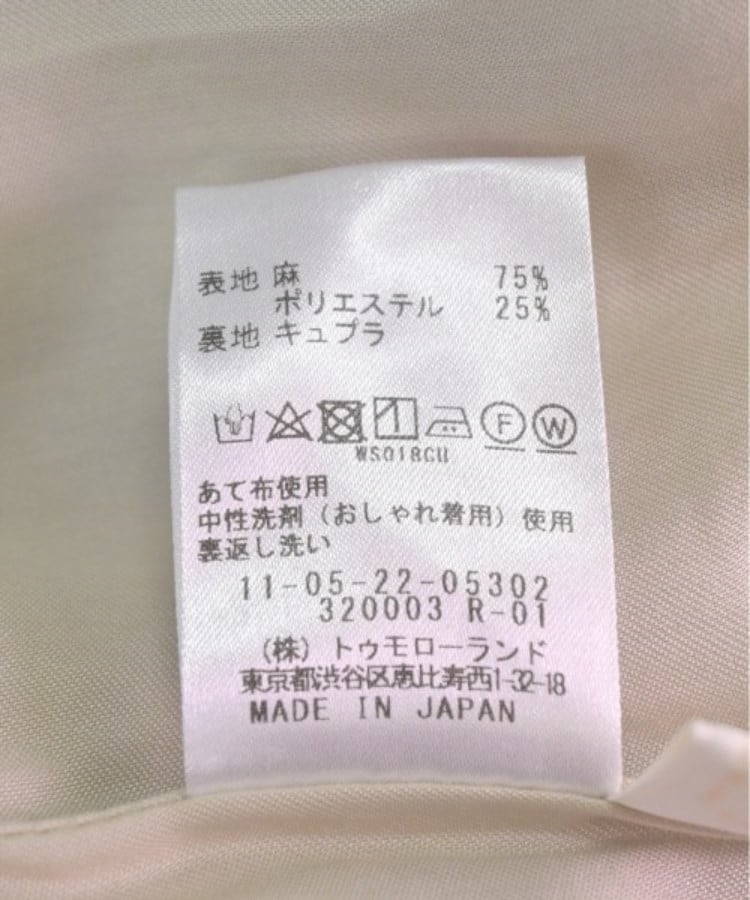 表地 麻 75%
ポリエステル 25%
裏地 キュプラ
F W
WS018CU
あて布使用
中性洗剤（おしゃれ着用）使用
裏返し洗い
11-05-22-05302
320003 R-01
（株）トゥモローランド
東京都渋谷区恵比寿西1-32-18
MADE IN JAPAN